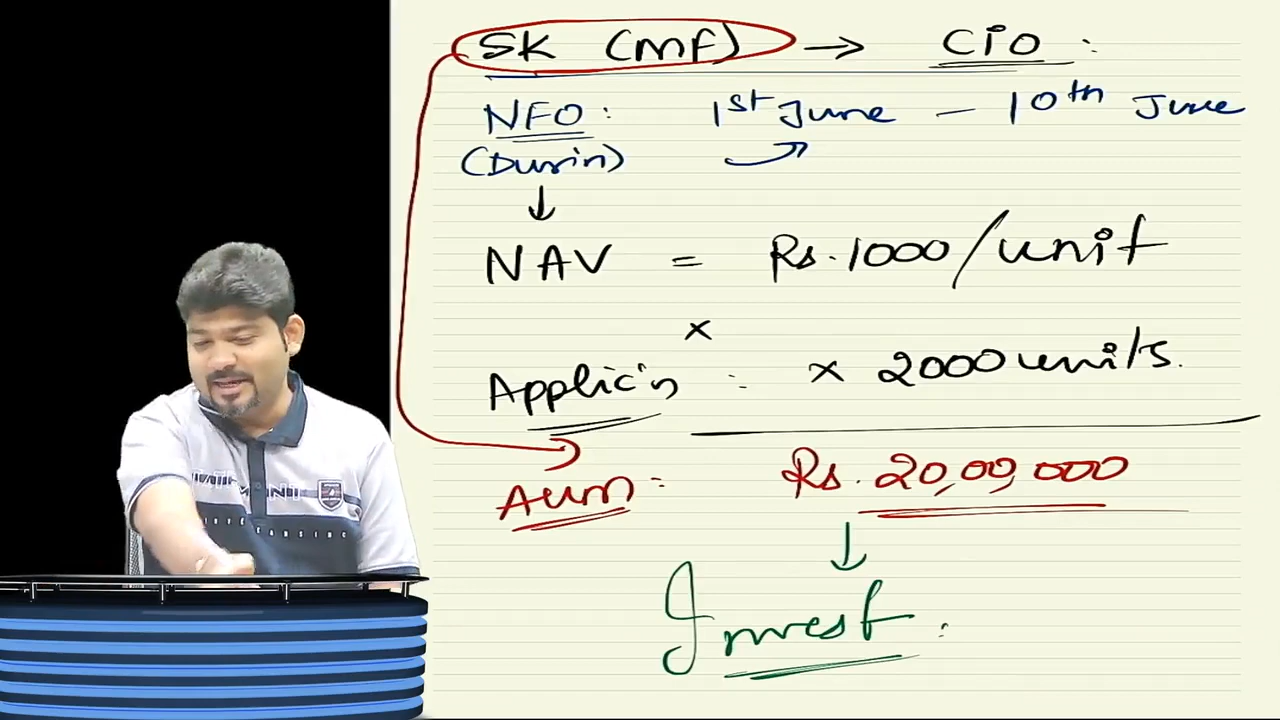 SK (MF) → CIO :
NFO : 1st June – 10th June
(Durin)
↓
NAV = Rs. 1000/unit
×
Applic'n : × 2000 units.
AUM : Rs. 20,00,000
↓
Invest :